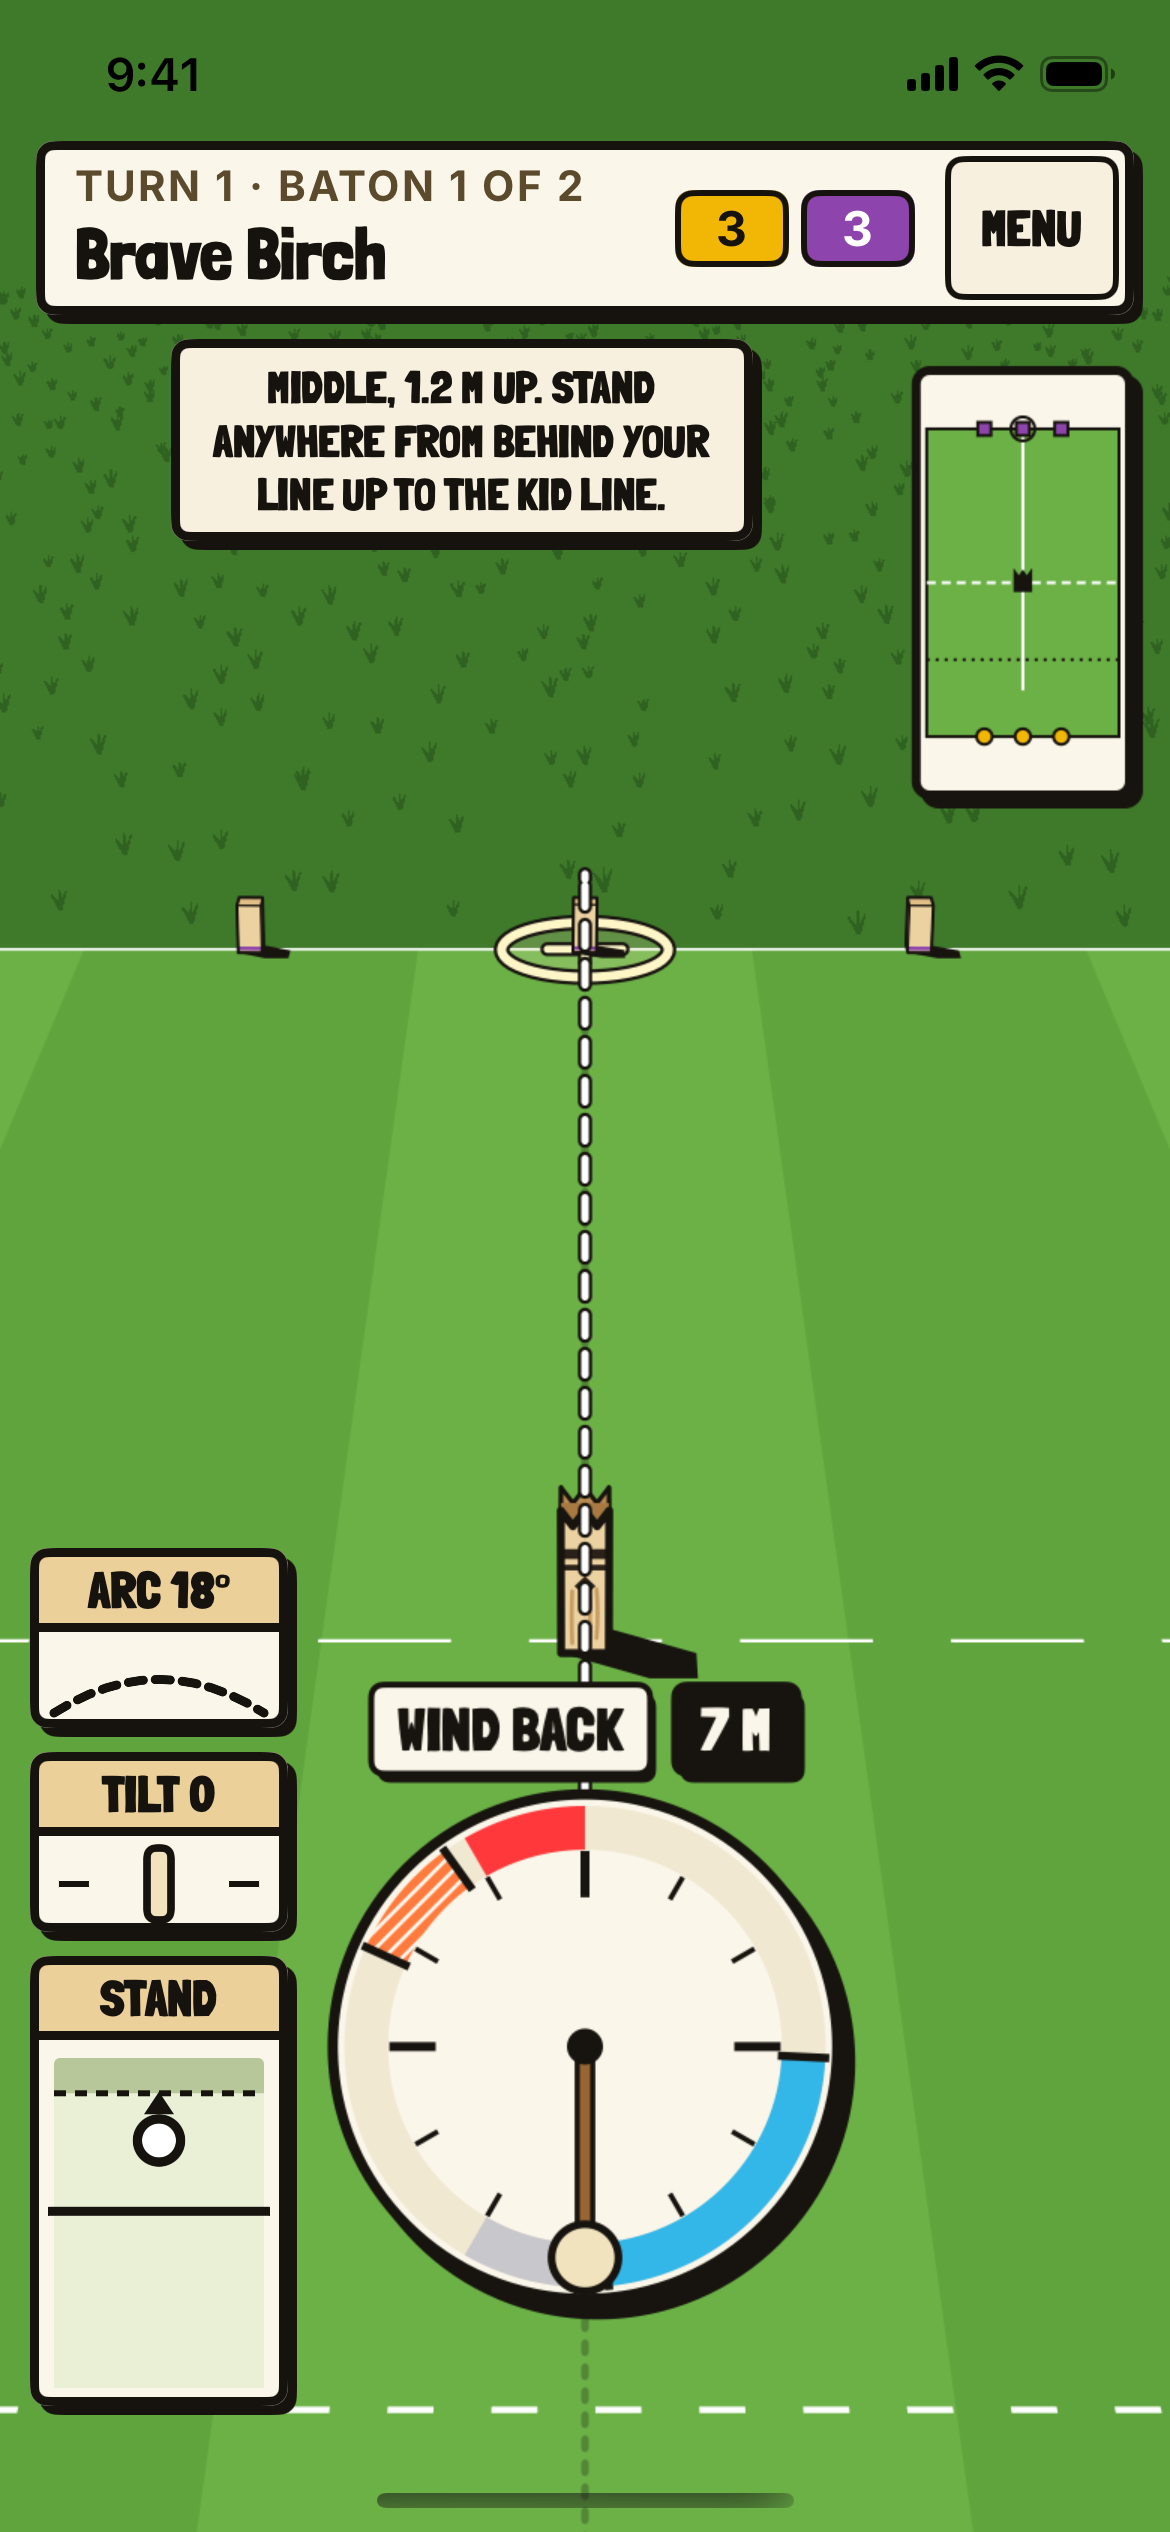 9:41
TURN 1 · BATON 1 OF 2
Brave Birch
3
3
MENU
MIDDLE, 1.2 M UP. STAND
ANYWHERE FROM BEHIND YOUR
LINE UP TO THE KID LINE.
ARC 18°
WIND BACK
7 M
TILT 0
STAND